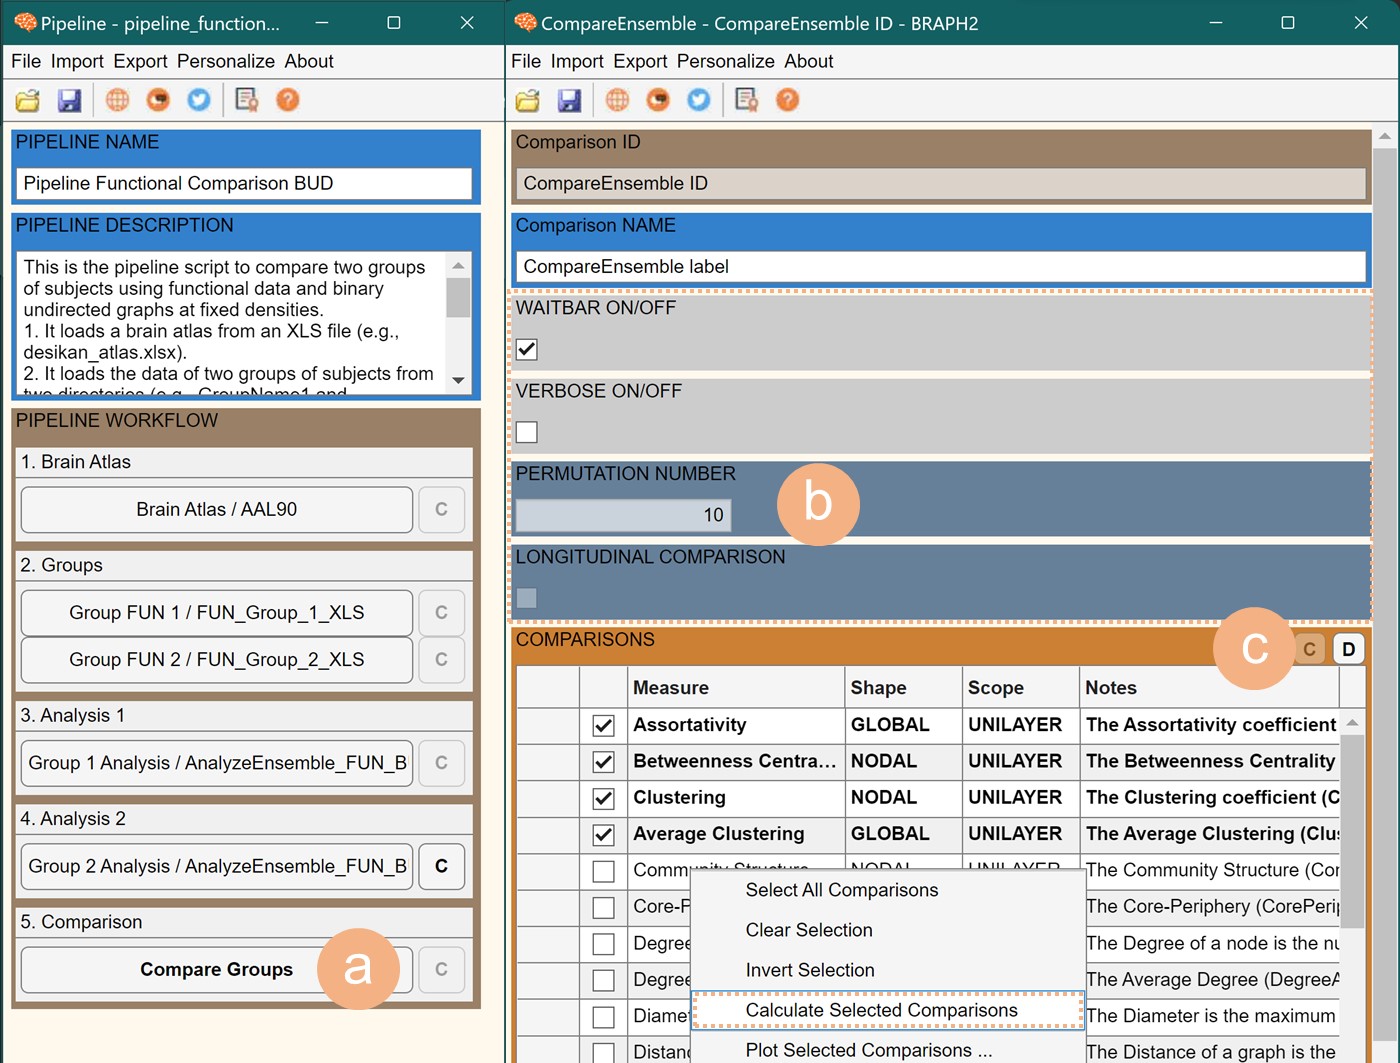 Pipeline - pipeline_function...
File Import Export Personalize About
PIPELINE NAME
Pipeline Functional Comparison BUD
PIPELINE DESCRIPTION
This is the pipeline script to compare two groups
of subjects using functional data and binary
undirected graphs at fixed densities.
1. It loads a brain atlas from an XLS file (e.g.,
desikan_atlas.xlsx).
2. It loads the data of two groups of subjects from
two directories (e.g., GroupName1 and
PIPELINE WORKFLOW
1. Brain Atlas
Brain Atlas / AAL90 C
2. Groups
Group FUN 1 / FUN_Group_1_XLS C
Group FUN 2 / FUN_Group_2_XLS C
3. Analysis 1
Group 1 Analysis / AnalyzeEnsemble_FUN_B C
4. Analysis 2
Group 2 Analysis / AnalyzeEnsemble_FUN_B C
5. Comparison
Compare Groups a C
CompareEnsemble - CompareEnsemble ID - BRAPH2
File Import Export Personalize About
Comparison ID
CompareEnsemble ID
Comparison NAME
CompareEnsemble label
WAITBAR ON/OFF
VERBOSE ON/OFF
PERMUTATION NUMBER
10 b
LONGITUDINAL COMPARISON
COMPARISONS c C D
Measure Shape Scope Notes
Assortativity GLOBAL UNILAYER The Assortativity coefficient
Betweenness Centra... NODAL UNILAYER The Betweenness Centrality
Clustering NODAL UNILAYER The Clustering coefficient (C
Average Clustering GLOBAL UNILAYER The Average Clustering (Clus
Community Structure NODAL UNILAYER The Community Structure (Cor
Core-P The Core-Periphery (CorePerip
Degree The Degree of a node is the nu
Degree The Average Degree (DegreeA
Diame The Diameter is the maximum
Distanc The Distance of a graph is the
Select All Comparisons
Clear Selection
Invert Selection
Calculate Selected Comparisons
Plot Selected Comparisons ...